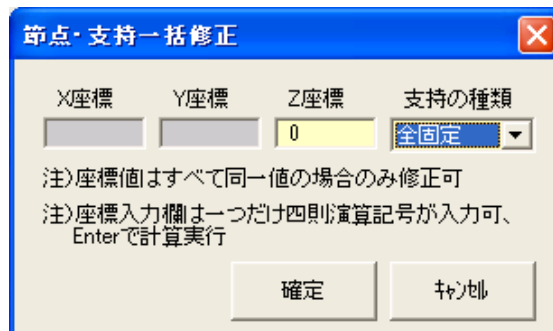 節点・支持一括修正
X座標 Y座標 Z座標 支持の種類
0 全固定
注)座標値はすべて同一値の場合のみ修正可
注)座標入力欄は一つだけ四則演算記号が入力可、
Enterで計算実行
確定 ｷｬﾝｾﾙ